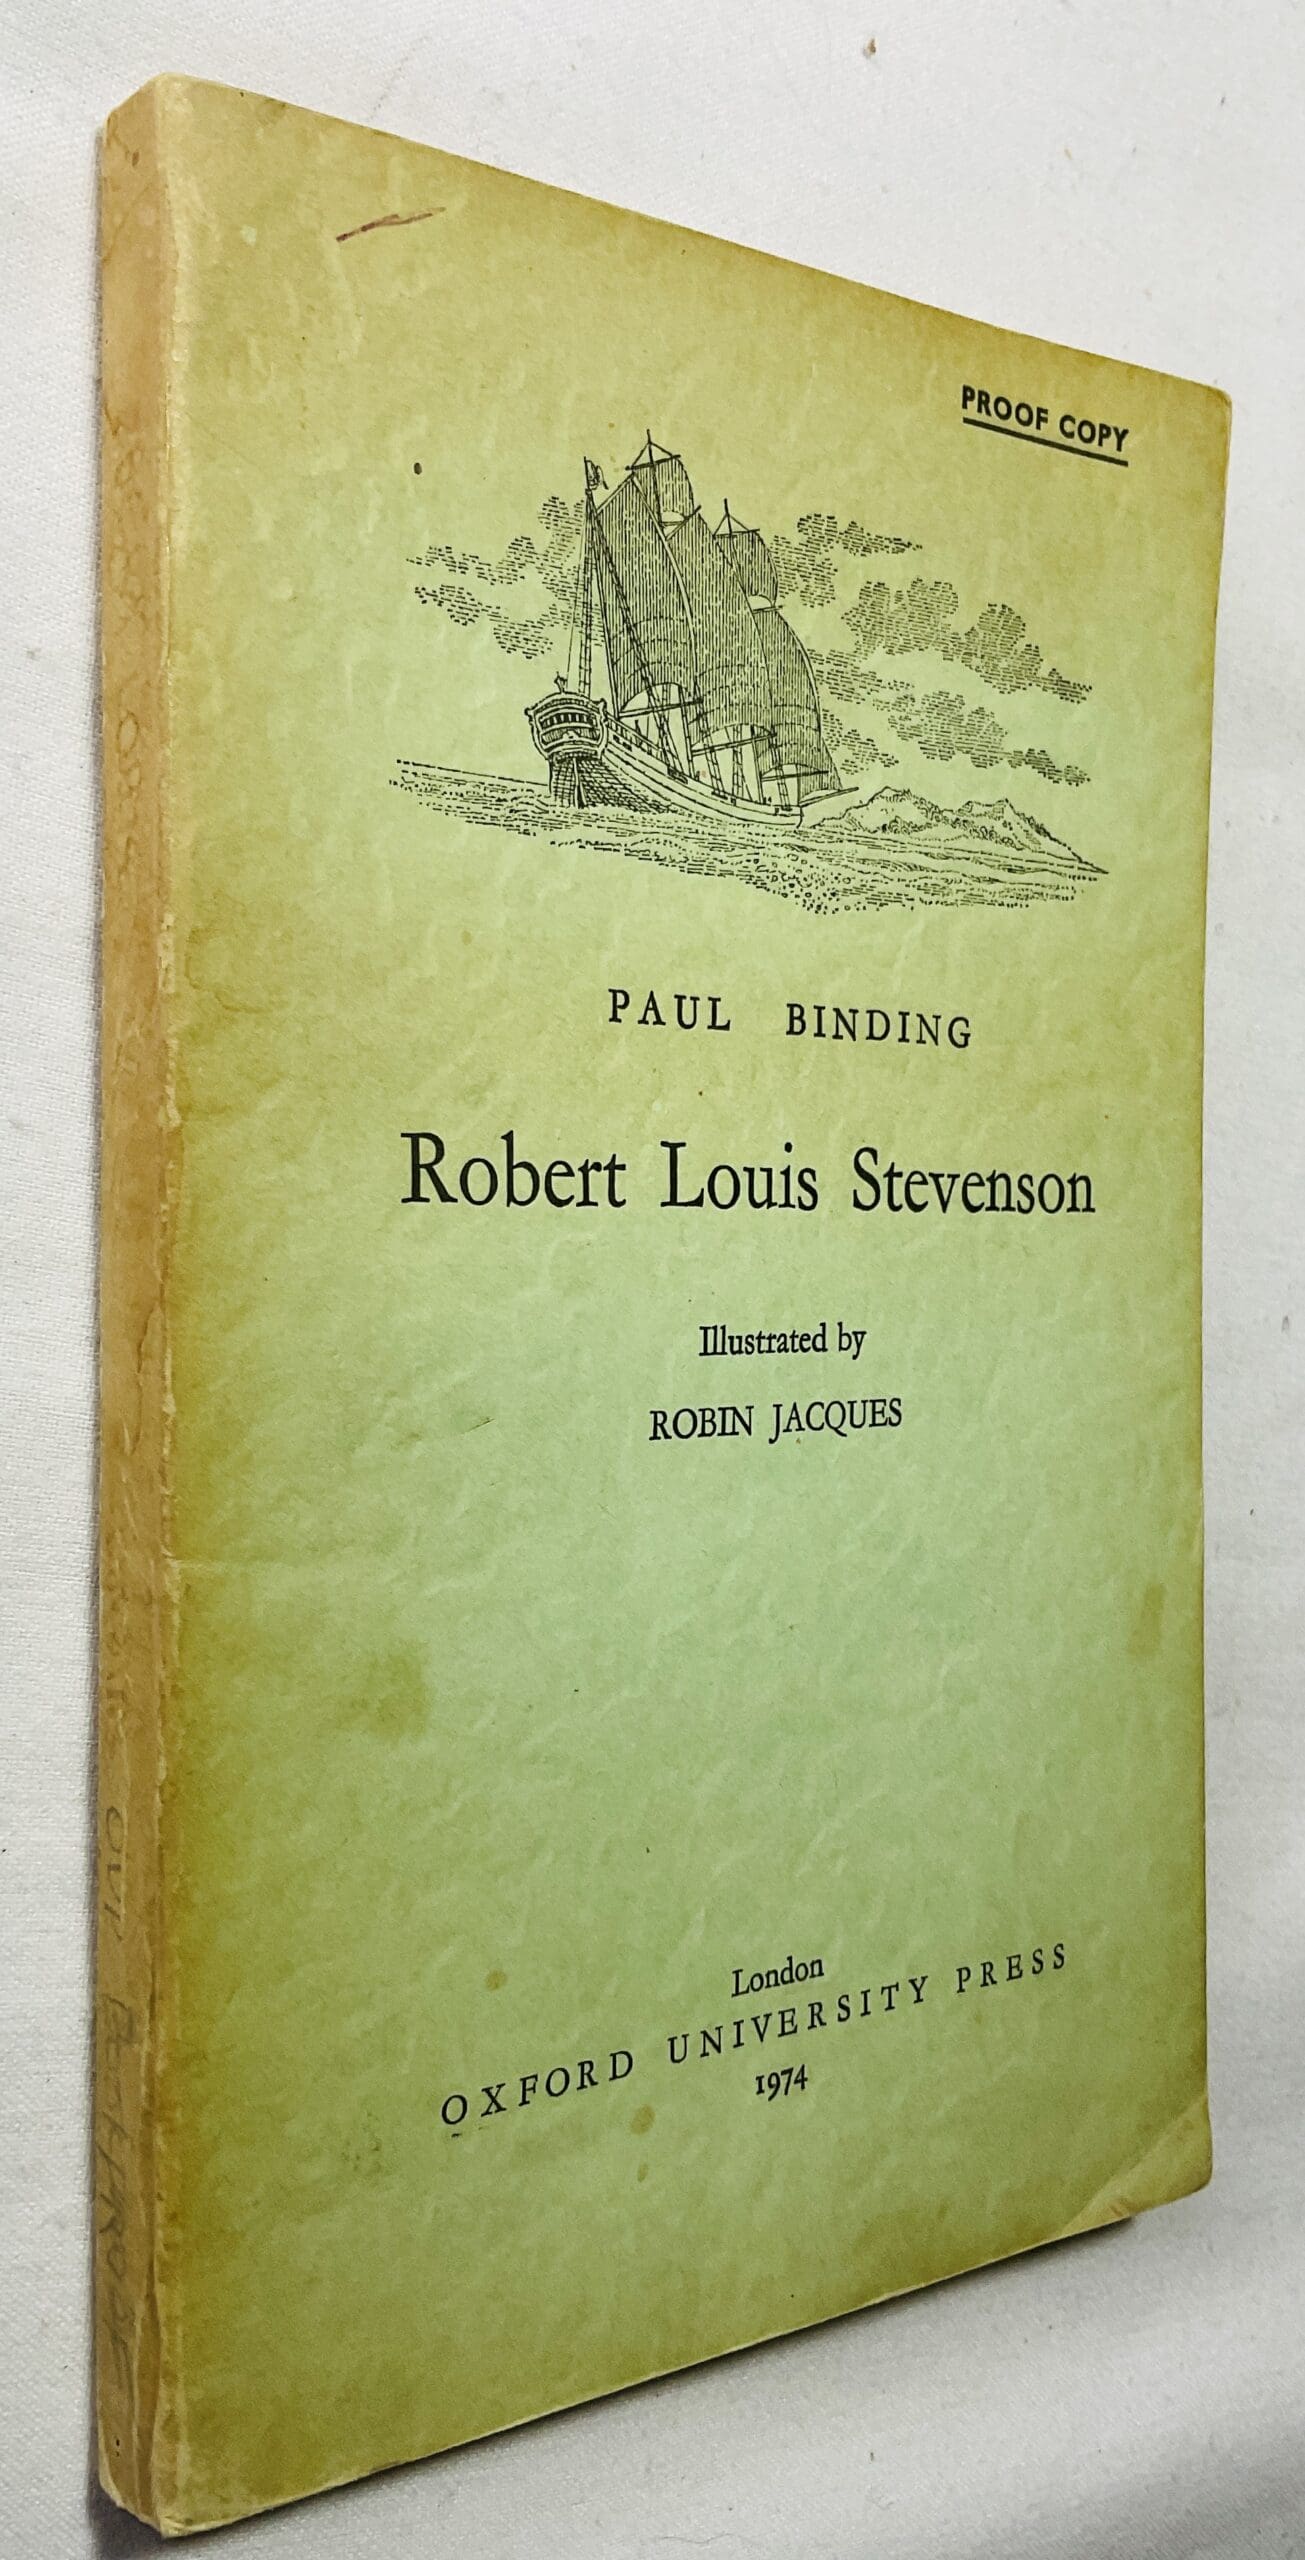 PROOF COPY
PAUL BINDING
Robert Louis Stevenson
Illustrated by
ROBIN JACQUES
London
OXFORD UNIVERSITY PRESS
1974